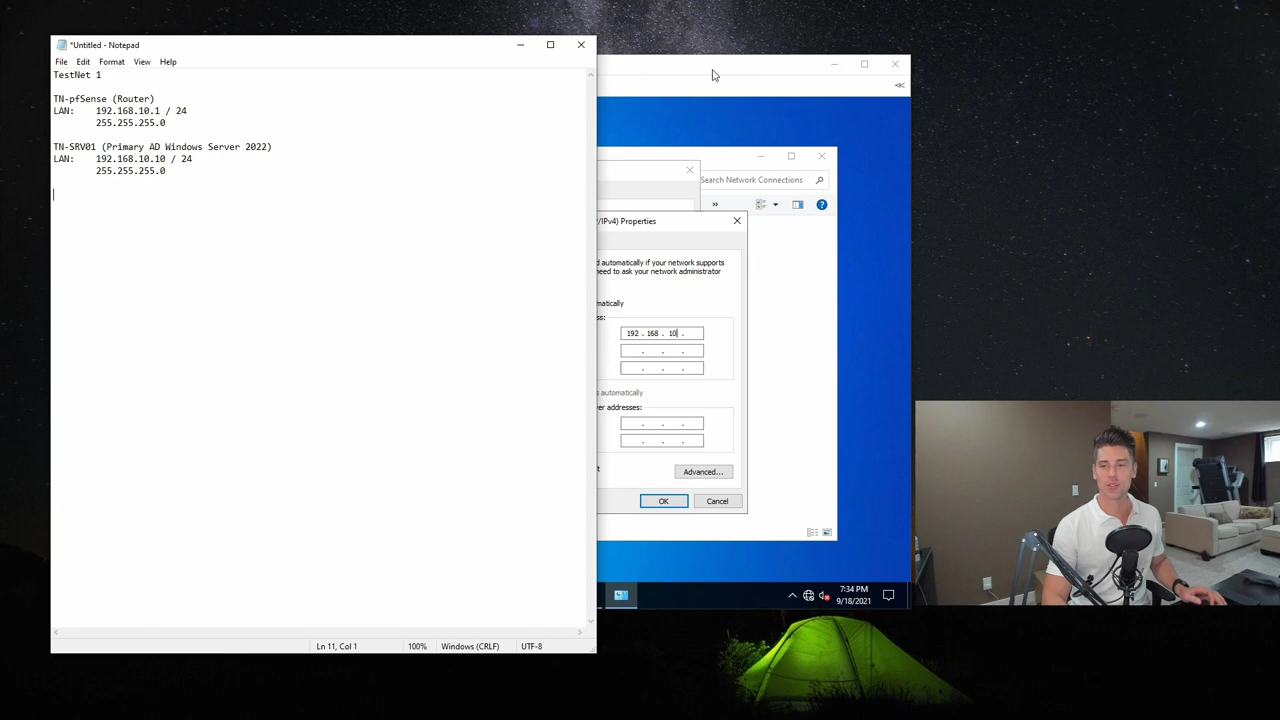 *Untitled - Notepad
File Edit Format View Help
TestNet 1
TN-pfSense (Router)
LAN: 192.168.10.1 / 24
255.255.255.0
TN-SRV01 (Primary AD Windows Server 2022)
LAN: 192.168.10.10 / 24
255.255.255.0
Ln 11, Col 1 100% Windows (CRLF) UTF-8
Search Network Connections
/IPv4) Properties
d automatically if your network supports
need to ask your network administrator
matically
ss:
192 . 168 . 10 .
. . .
. . .
s automatically
er addresses:
. . .
. . .
t
Advanced...
OK Cancel
7:34 PM
9/18/2021